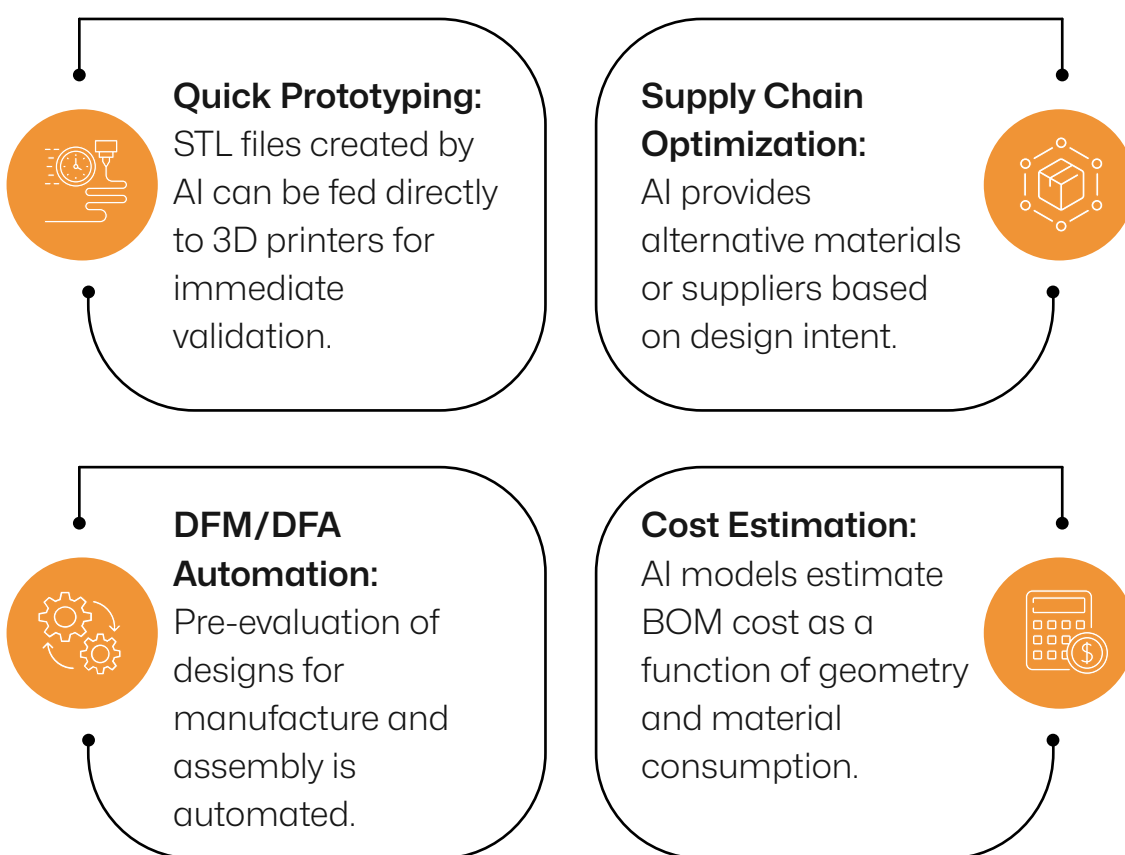 Quick Prototyping:
STL files created by
AI can be fed directly
to 3D printers for
immediate
validation.
Supply Chain
Optimization:
AI provides
alternative materials
or suppliers based
on design intent.
DFM/DFA
Automation:
Pre-evaluation of
designs for
manufacture and
assembly is
automated.
Cost Estimation:
AI models estimate
BOM cost as a
function of geometry
and material
consumption.
$